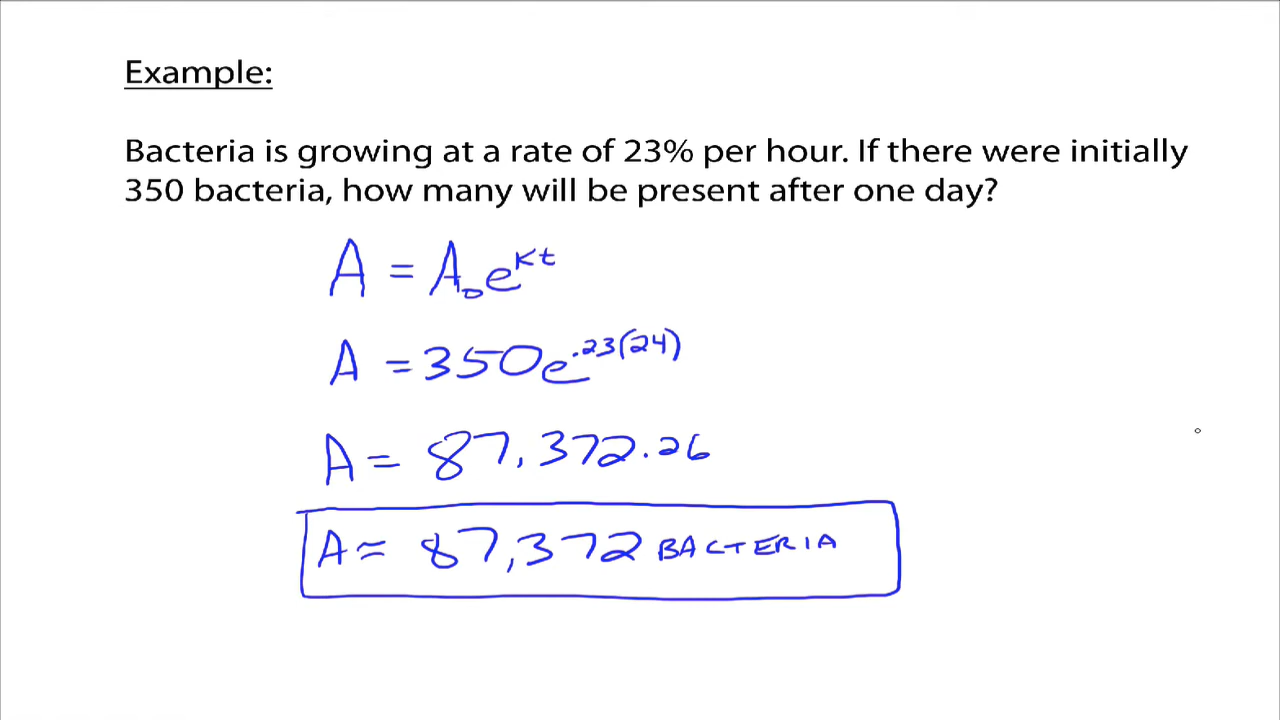 Example:
Bacteria is growing at a rate of 23% per hour. If there were initially
350 bacteria, how many will be present after one day?
A = A₀e^{kt}
A = 350e^{.23(24)}
A = 87,372.26
A ≈ 87,372 BACTERIA